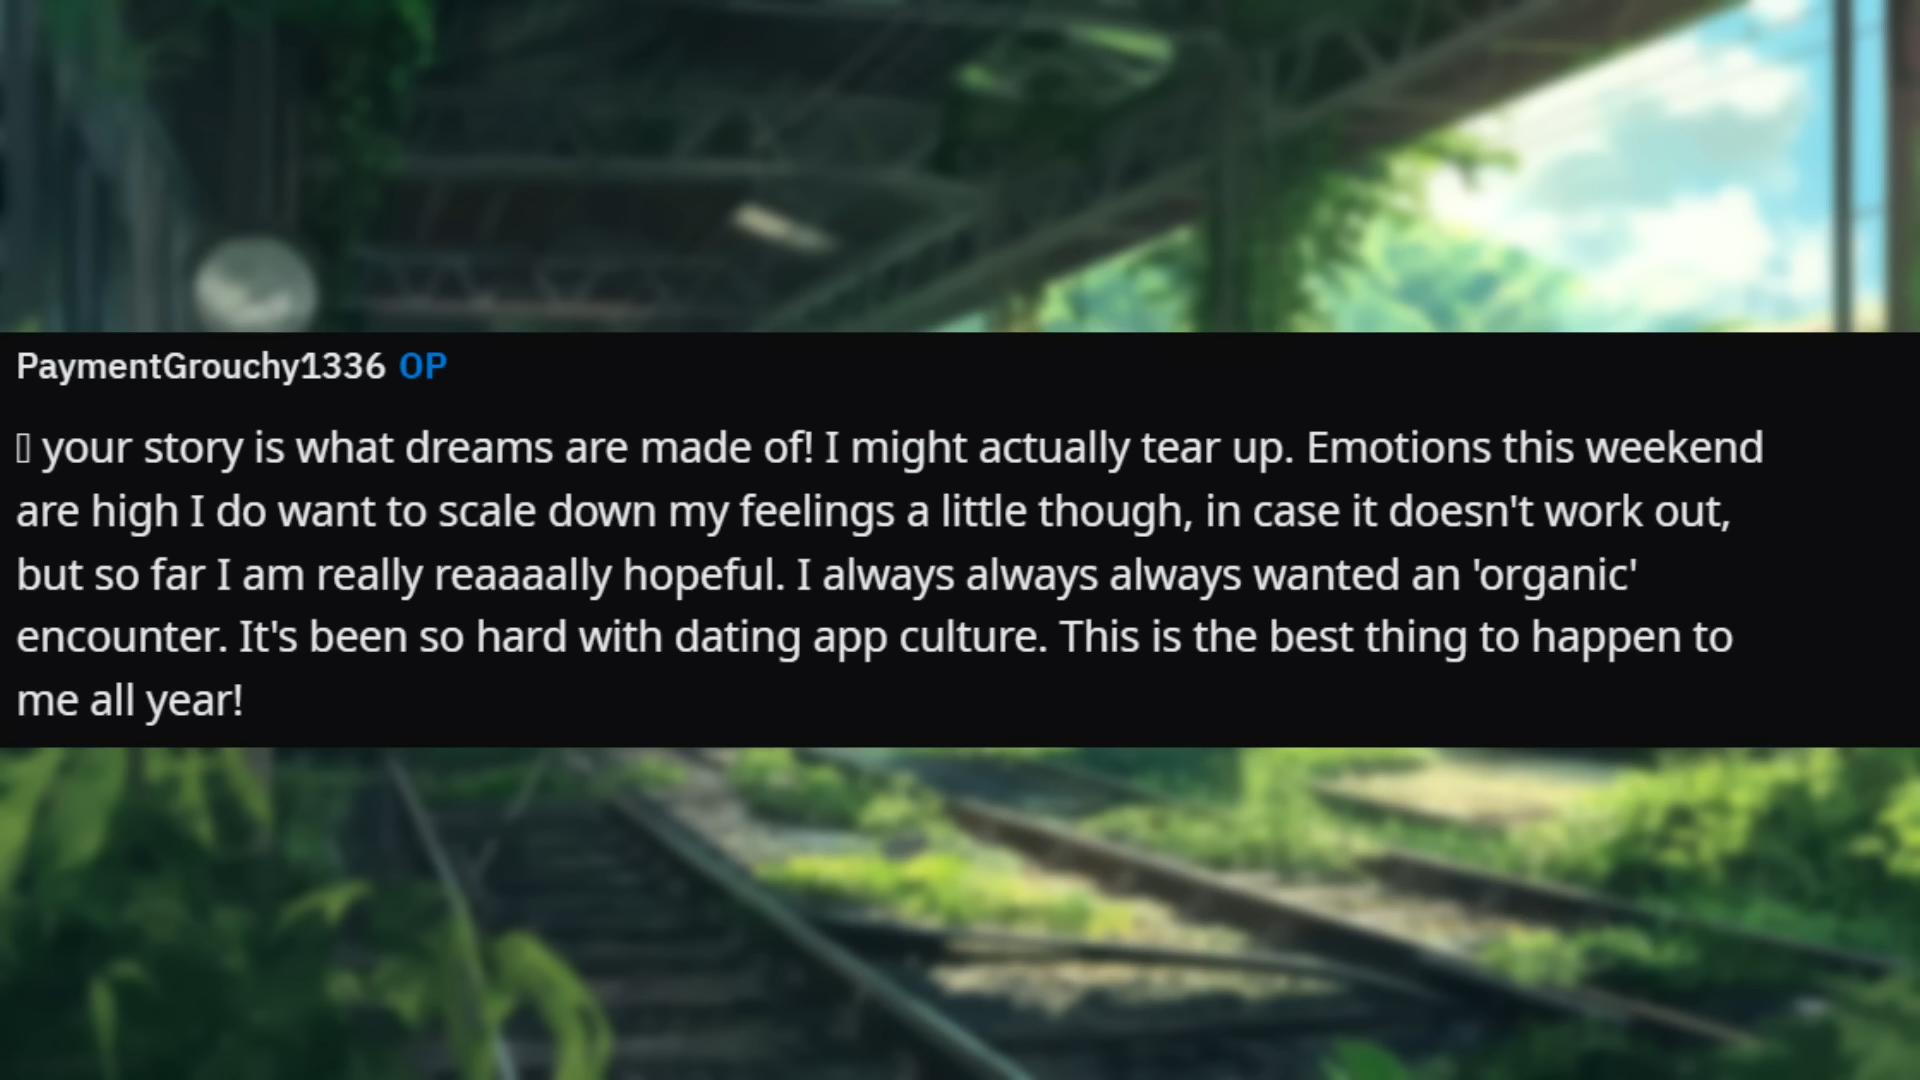 PaymentGrouchy1336 OP
▯ your story is what dreams are made of! I might actually tear up. Emotions this weekend
are high I do want to scale down my feelings a little though, in case it doesn't work out,
but so far I am really reaaaally hopeful. I always always always wanted an 'organic'
encounter. It's been so hard with dating app culture. This is the best thing to happen to
me all year!